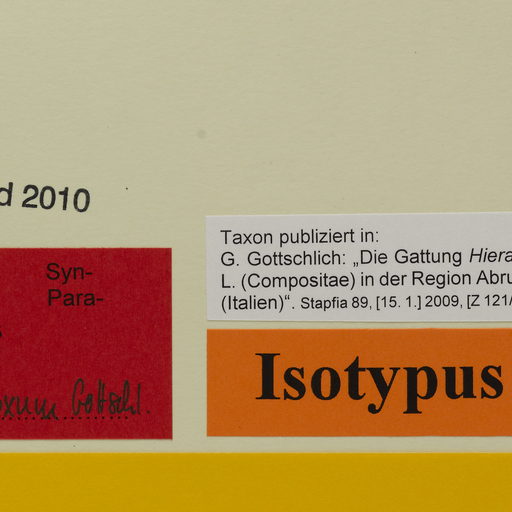 d 2010
Syn-
Para-
Gottschl.
Taxon publiziert in:
G. Gottschlich: „Die Gattung Hiera
L. (Compositae) in der Region Abru
(Italien)“. Stapfia 89, [15. 1.] 2009, [Z 121/
Isotypus